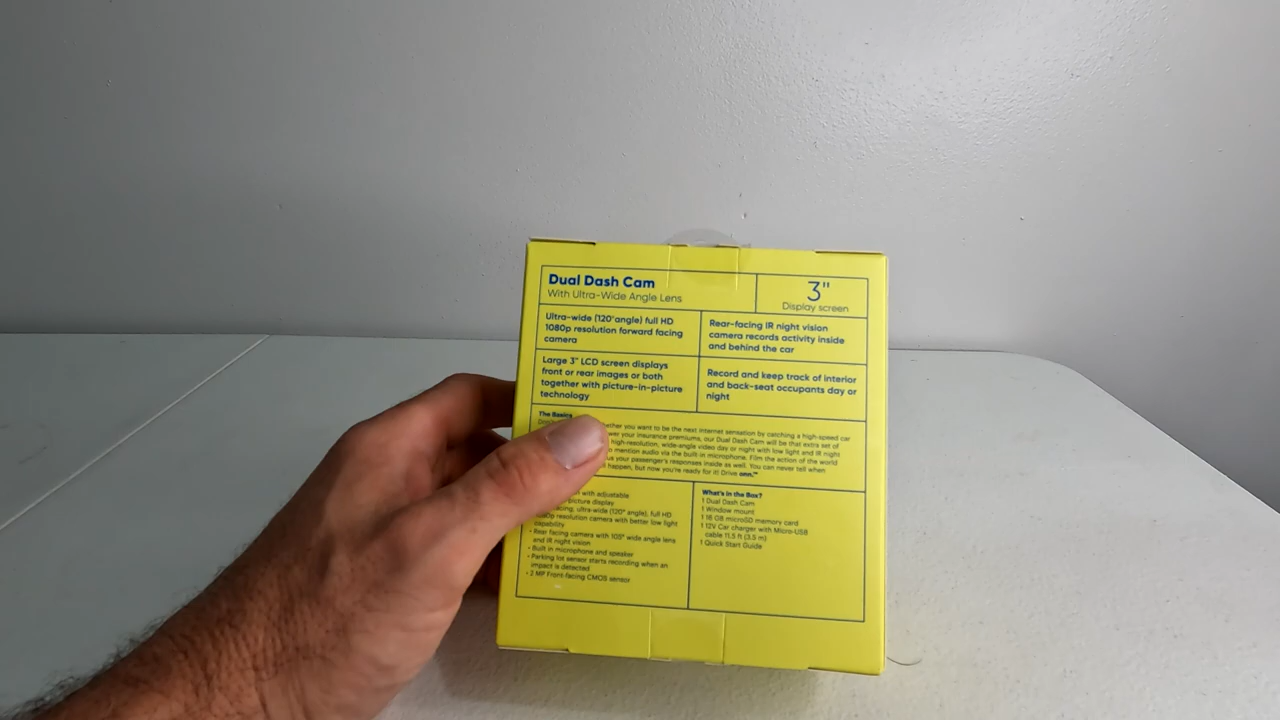 Dual Dash Cam
With Ultra-Wide Angle Lens
3"
Display screen
Ultra-wide (120°angle) full HD
1080p resolution forward facing
camera
Rear-facing IR night vision
camera records activity inside
and behind the car
Large 3" LCD screen displays
front or rear images or both
together with picture-in-picture
technology
Record and keep track of interior
and back-seat occupants day or
night
The Basics
you want to be the next internet sensation by catching a high-speed car
your insurance premiums, our Dual Dash Cam will be that extra set of
high-resolution, wide-angle video day or night with low light and IR night
mention audio via the built-in microphone. Film the action of the world
your passenger's responses inside as well. You can never tell when
happen, but now you're ready for it! Drive onn.™
with adjustable
picture display
ultra-wide (120° angle), full HD
resolution camera with better low light
capability
• Rear facing camera with 105° wide angle lens
and IR night vision
• Built in microphone and speaker
• Parking lot sensor starts recording when an
impact is detected
• 2 MP Front-facing CMOS sensor
What's in the Box?
1 Dual Dash Cam
1 Window mount
1 16 GB microSD memory card
1 12V Car charger with Micro-USB
cable 11.5 ft (3.5 m)
1 Quick Start Guide